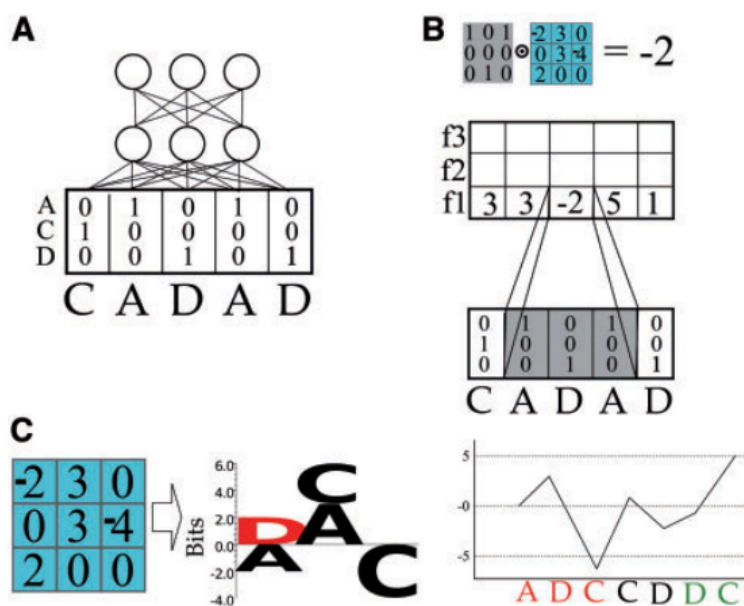 A
A 0 1 0 1 0
C 1 0 0 0 0
D 0 0 1 0 1
C A D A D
B
1 0 1 -2 3 0
0 0 0 ⊙ 0 3 -4 = -2
0 1 0 2 0 0
f3
f2
f1 3 3 -2 5 1
0 1 0 1 0
1 0 0 0 0
0 0 1 0 1
C A D A D
C
-2 3 0
0 3 -4
2 0 0
Bits
6.0
4.0
2.0
0.0
-2.0
-4.0
D A C A C
5
-0
-5
A D C C D D C